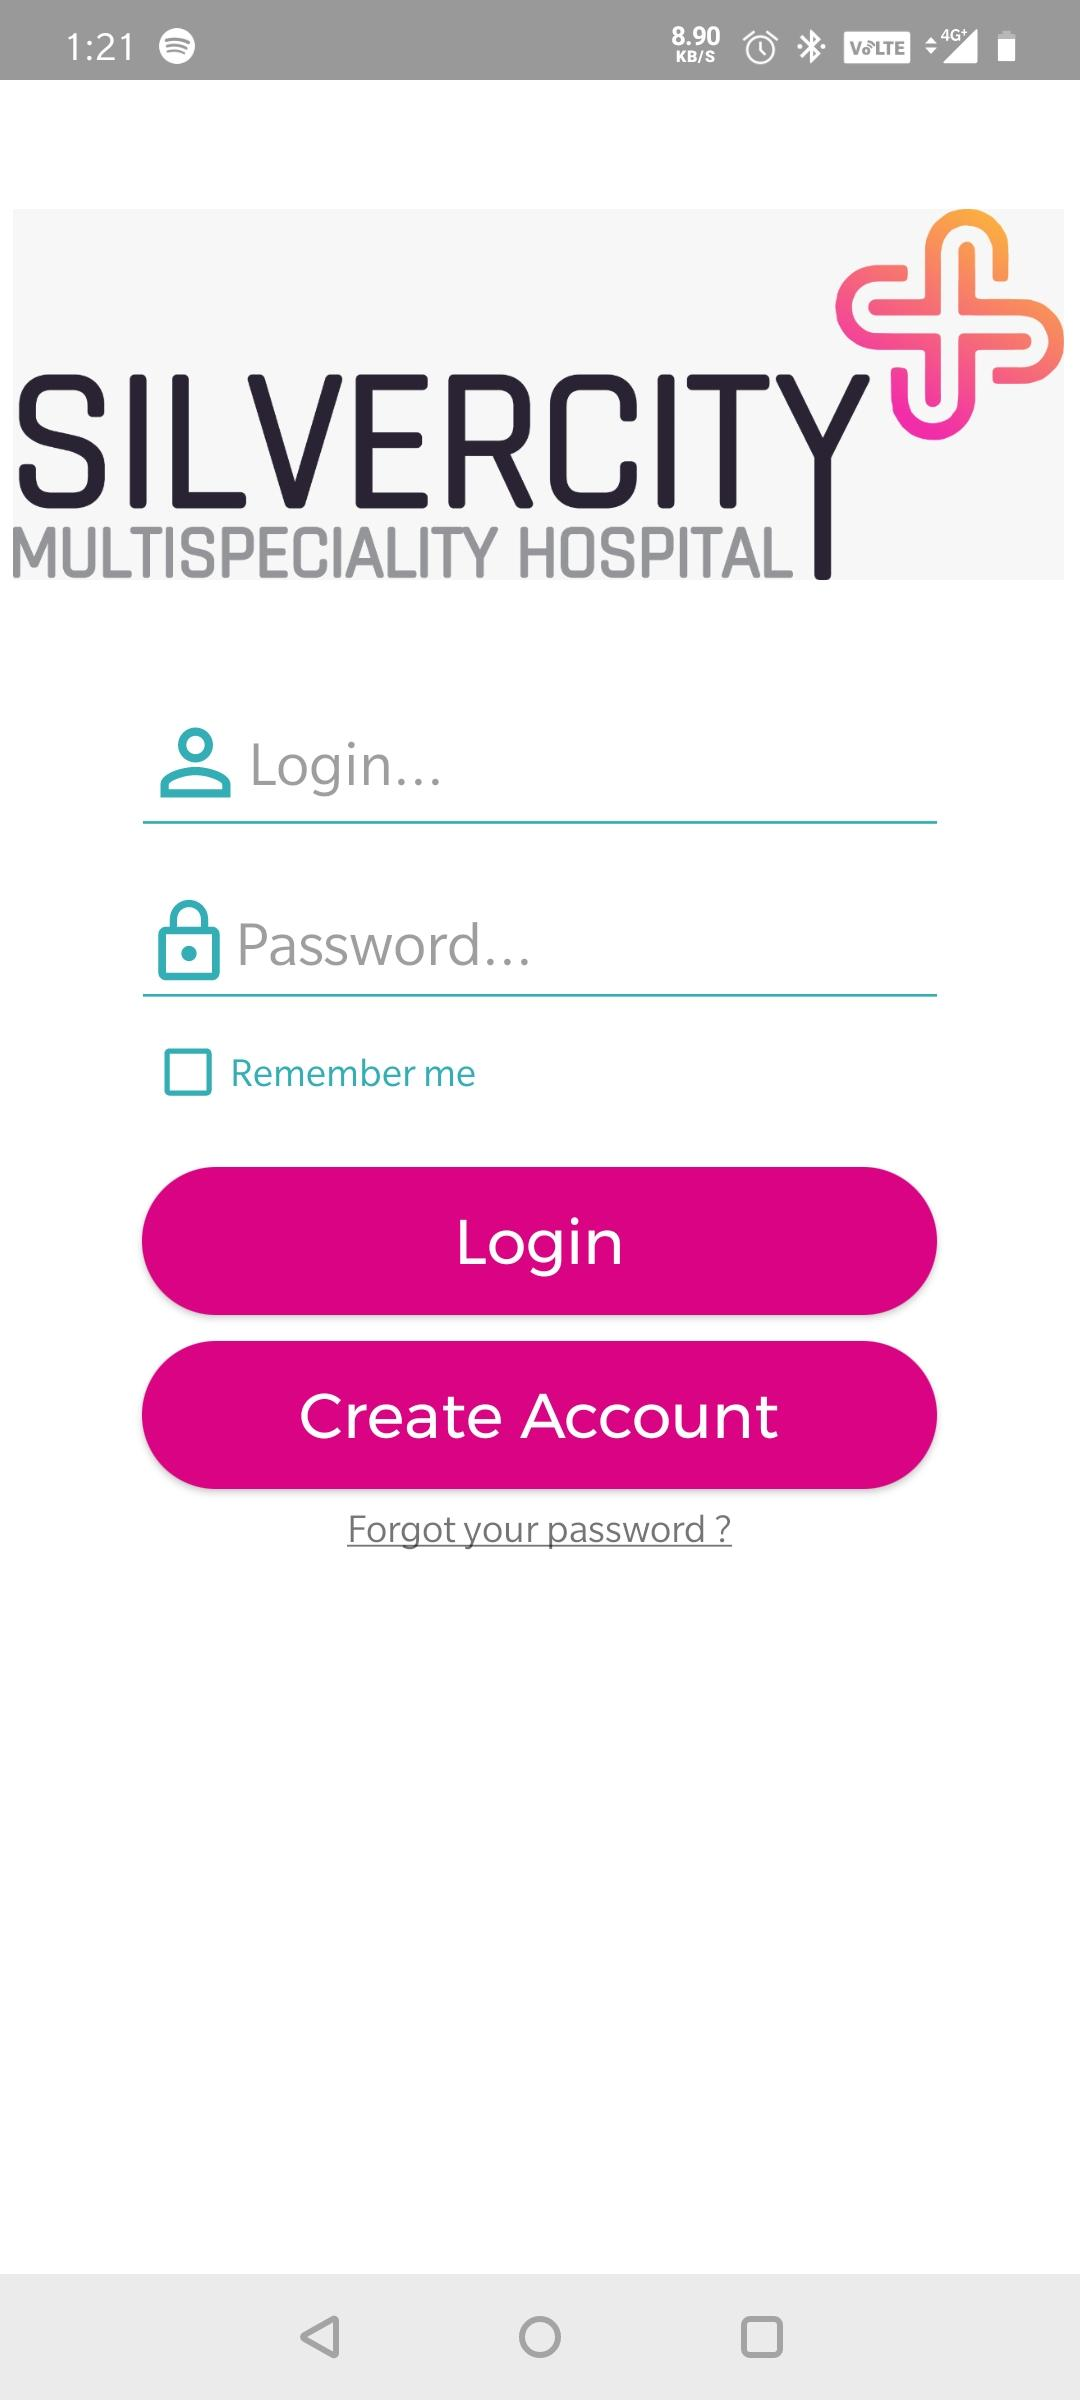 1:21
8.90
KB/S
VoLTE
4G+
SILVERCITY
MULTISPECIALITY HOSPITAL
Login...
Password...
Remember me
Login
Create Account
Forgot your password ?